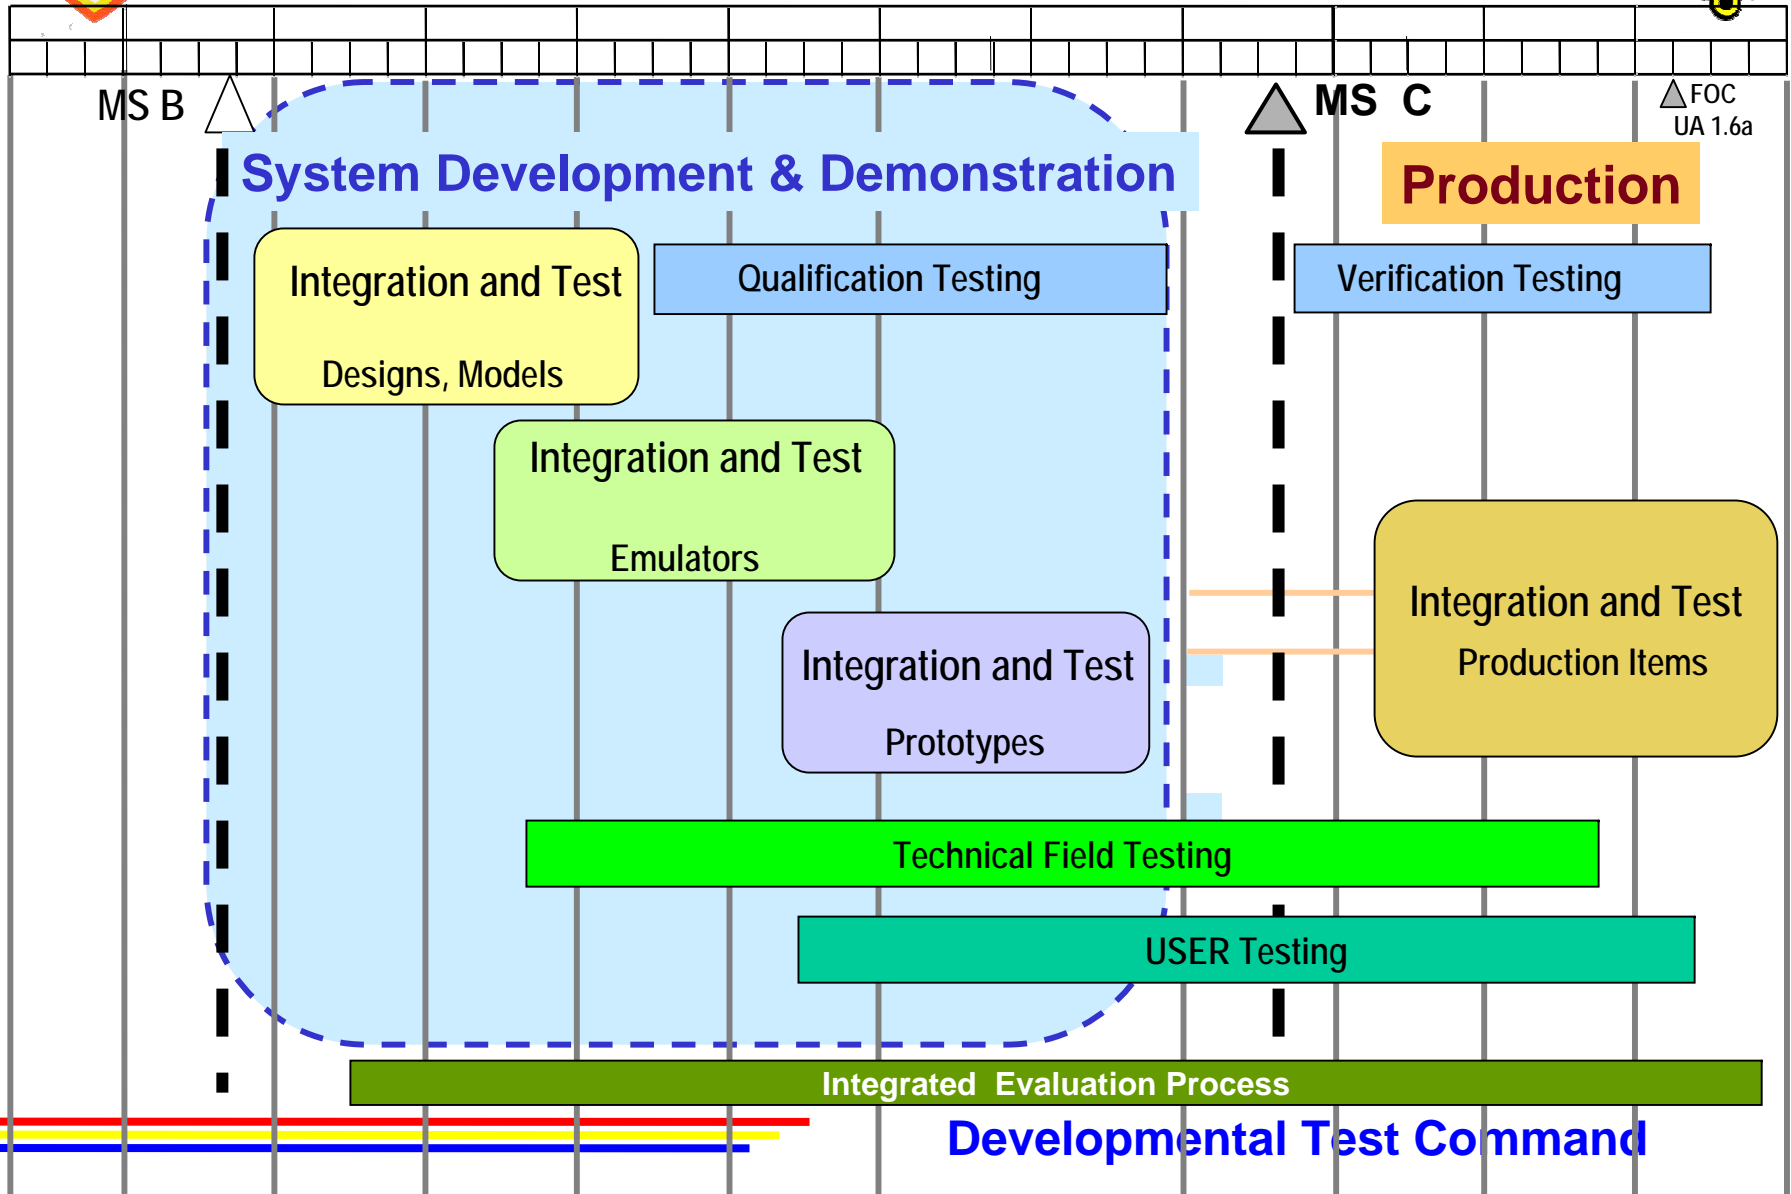 MS B
MS C
FOC
UA 1.6a
System Development & Demonstration
Production
Integration and Test
Designs, Models
Qualification Testing
Verification Testing
Integration and Test
Emulators
Integration and Test
Production Items
Integration and Test
Prototypes
Technical Field Testing
USER Testing
Integrated Evaluation Process
Developmental Test Command